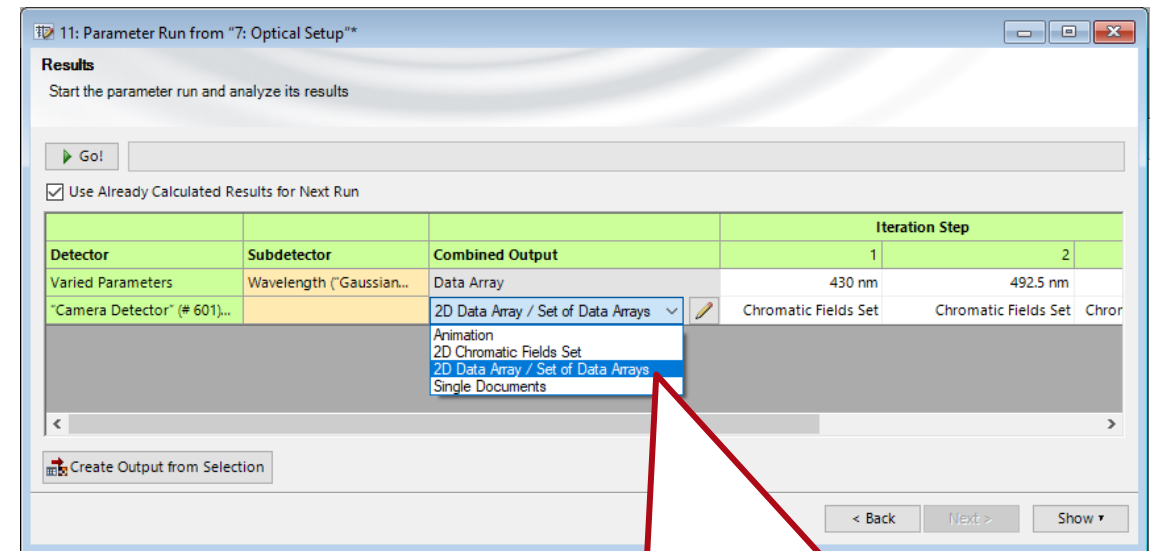 11: Parameter Run from "7: Optical Setup"*
Results
Start the parameter run and analyze its results
Go!
Use Already Calculated Results for Next Run
Iteration Step
Detector Subdetector Combined Output 1 2
Varied Parameters Wavelength ("Gaussian... Data Array 430 nm 492.5 nm
"Camera Detector" (# 601)... 2D Data Array / Set of Data Arrays Chromatic Fields Set Chromatic Fields Set Chror
Animation
2D Chromatic Fields Set
2D Data Array / Set of Data Arrays
Single Documents
Create Output from Selection
< Back Next > Show